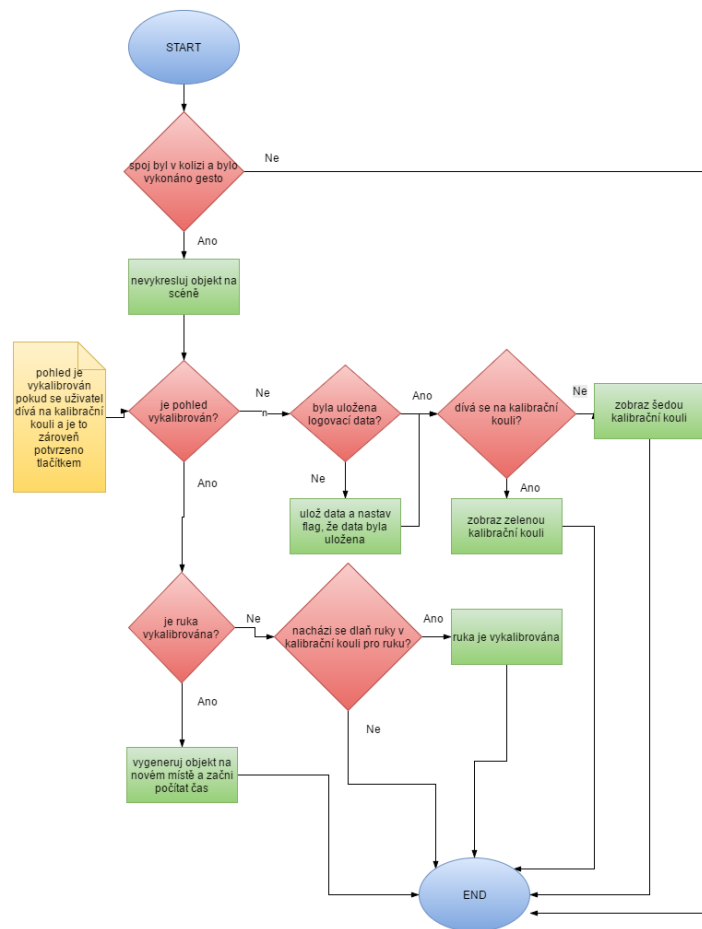 START
spoj byl v kolizi a bylo
vykonáno gesto
Ne
Ano
nevykresluj objekt na
scéně
pohled je
vykalibrován
pokud se uživatel
dívá na kalibrační
kouli a je to
zároveň
potvrzeno
tlačítkem
je pohled
vykalibrován?
Ne
n
byla uložena
logovací data?
Ano
dívá se na kalibrační
kouli?
Ne
zobraz šedou
kalibrační kouli
Ne
ulož data a nastav
flag, že data byla
uložena
Ano
zobraz zelenou
kalibrační kouli
Ano
je ruka
vykalibrována?
Ne
nachází se dlaň ruky v
kalibrační kouli pro ruku?
Ano
ruka je vykalibrována
Ano
Ne
vygeneruj objekt na
novém místě a začni
počítat čas
END